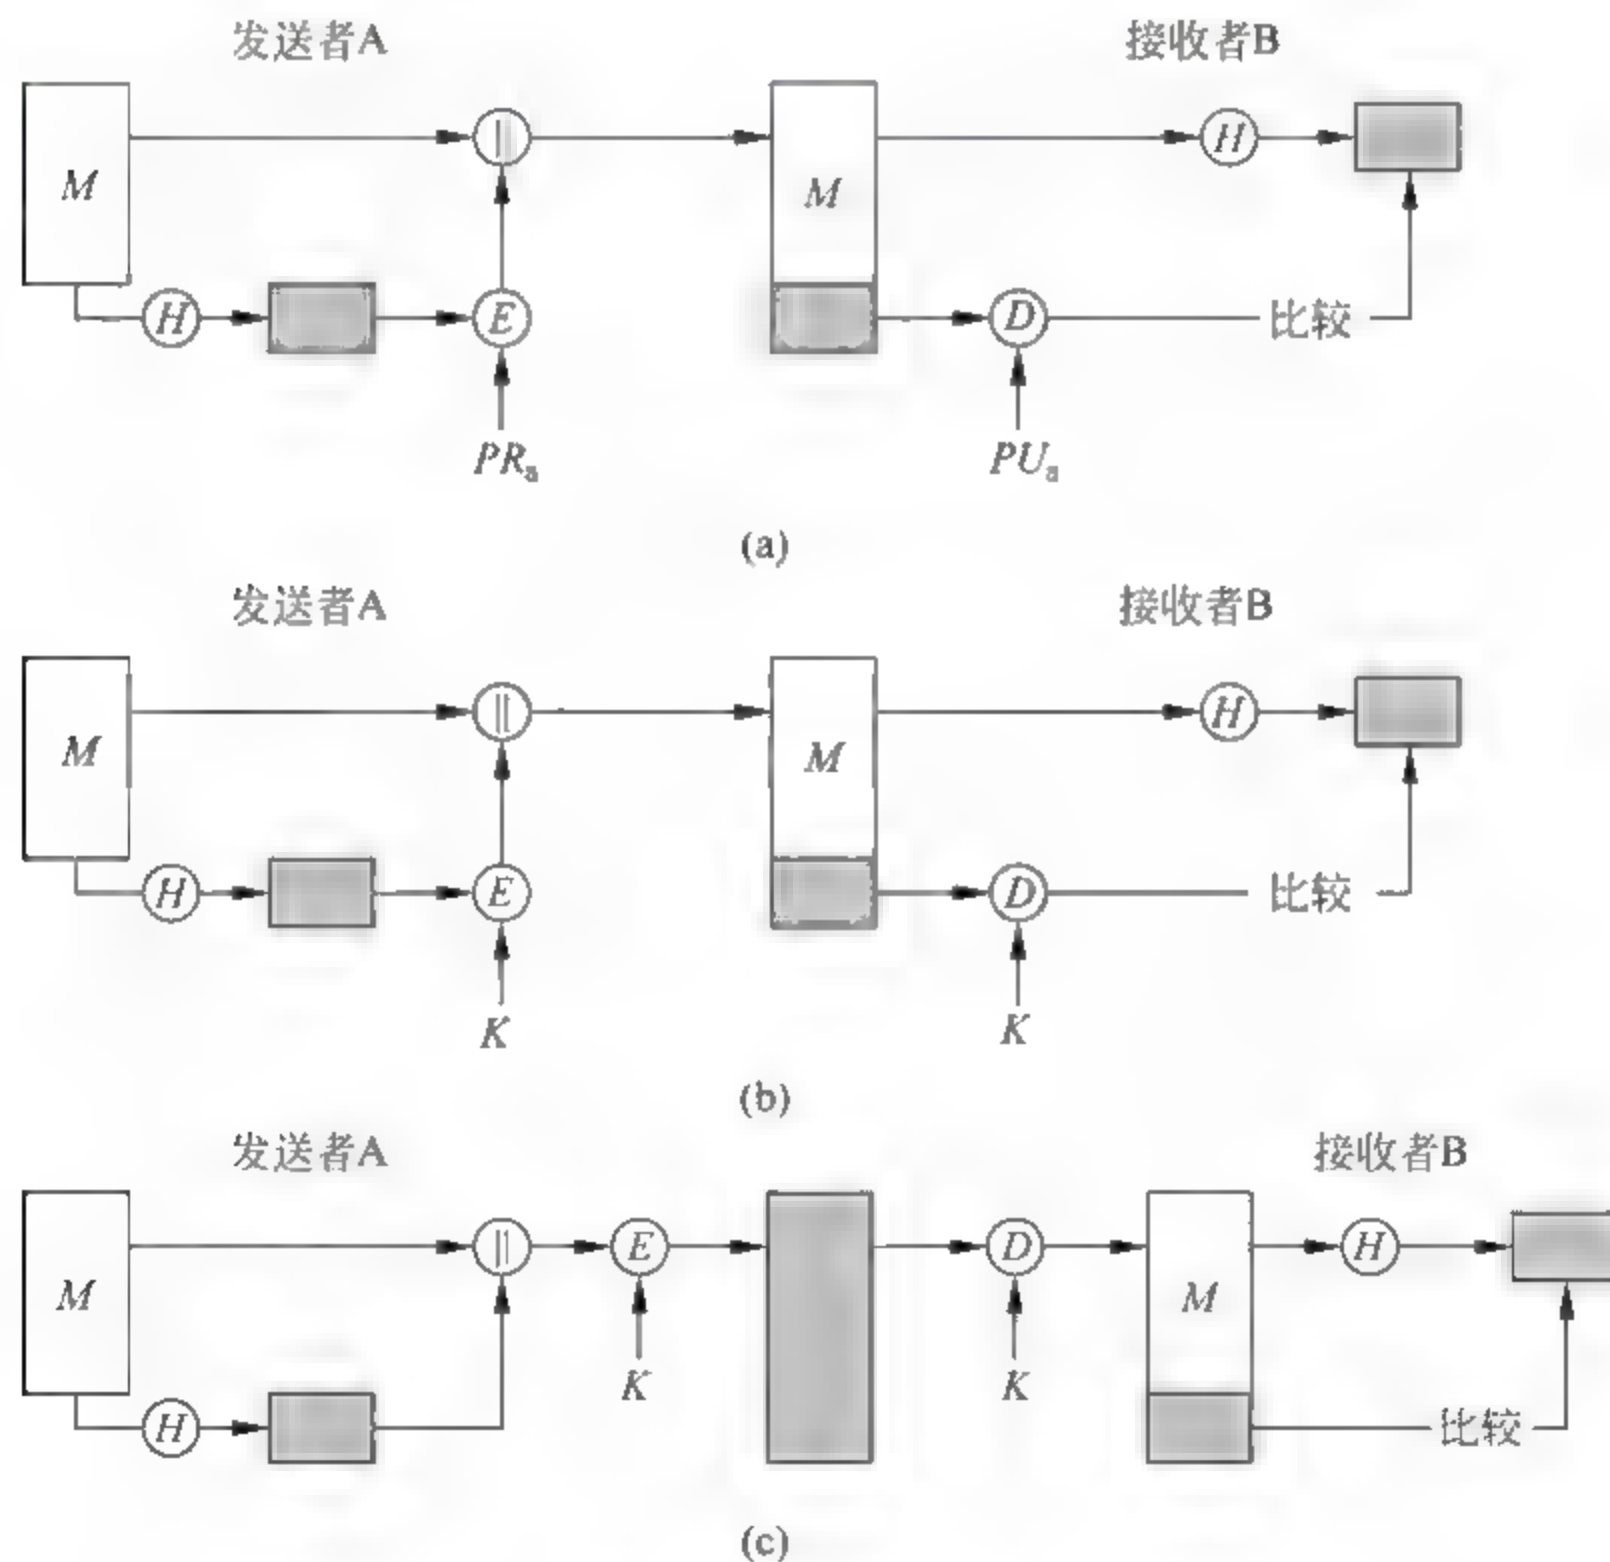 发送者A 接收者B
M || M H
H E D 比较
PRa PUa
(a)
发送者A 接收者B
M || M H
H E D 比较
K K
(b)
发送者A 接收者B
|| E D H
M M
K K
H 比较
(c)